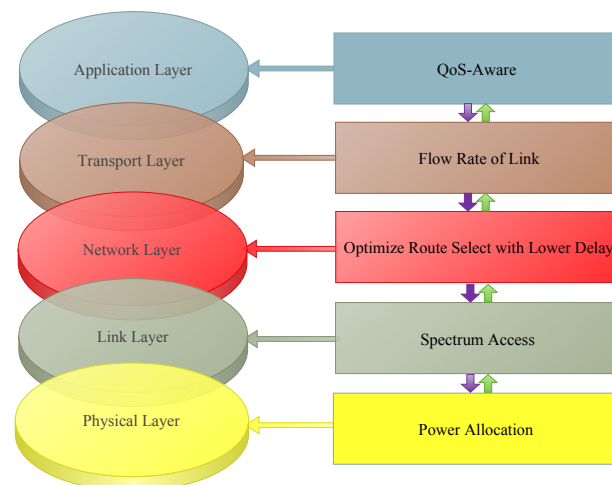 Application Layer
QoS-Aware
Transport Layer
Flow Rate of Link
Network Layer
Optimize Route Select with Lower Delay
Link Layer
Spectrum Access
Physical Layer
Power Allocation